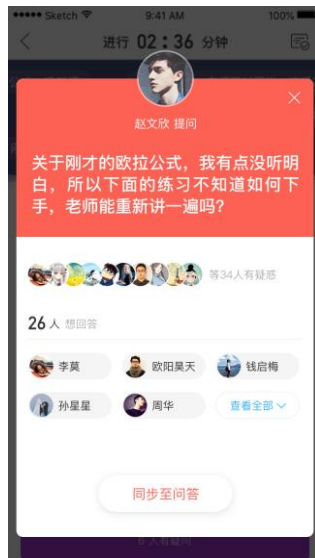 Sketch 9:41 AM 100%
进行 02:36 分钟
赵文欣 提问
关于刚才的欧拉公式，我有点没听明
白，所以下面的练习不知道如何下
手，老师能重新讲一遍吗？
等34人有疑惑
26人 想回答
李莫 欧阳昊天 钱启梅
孙星星 周华 查看全部
同步至问答
6 人有疑问